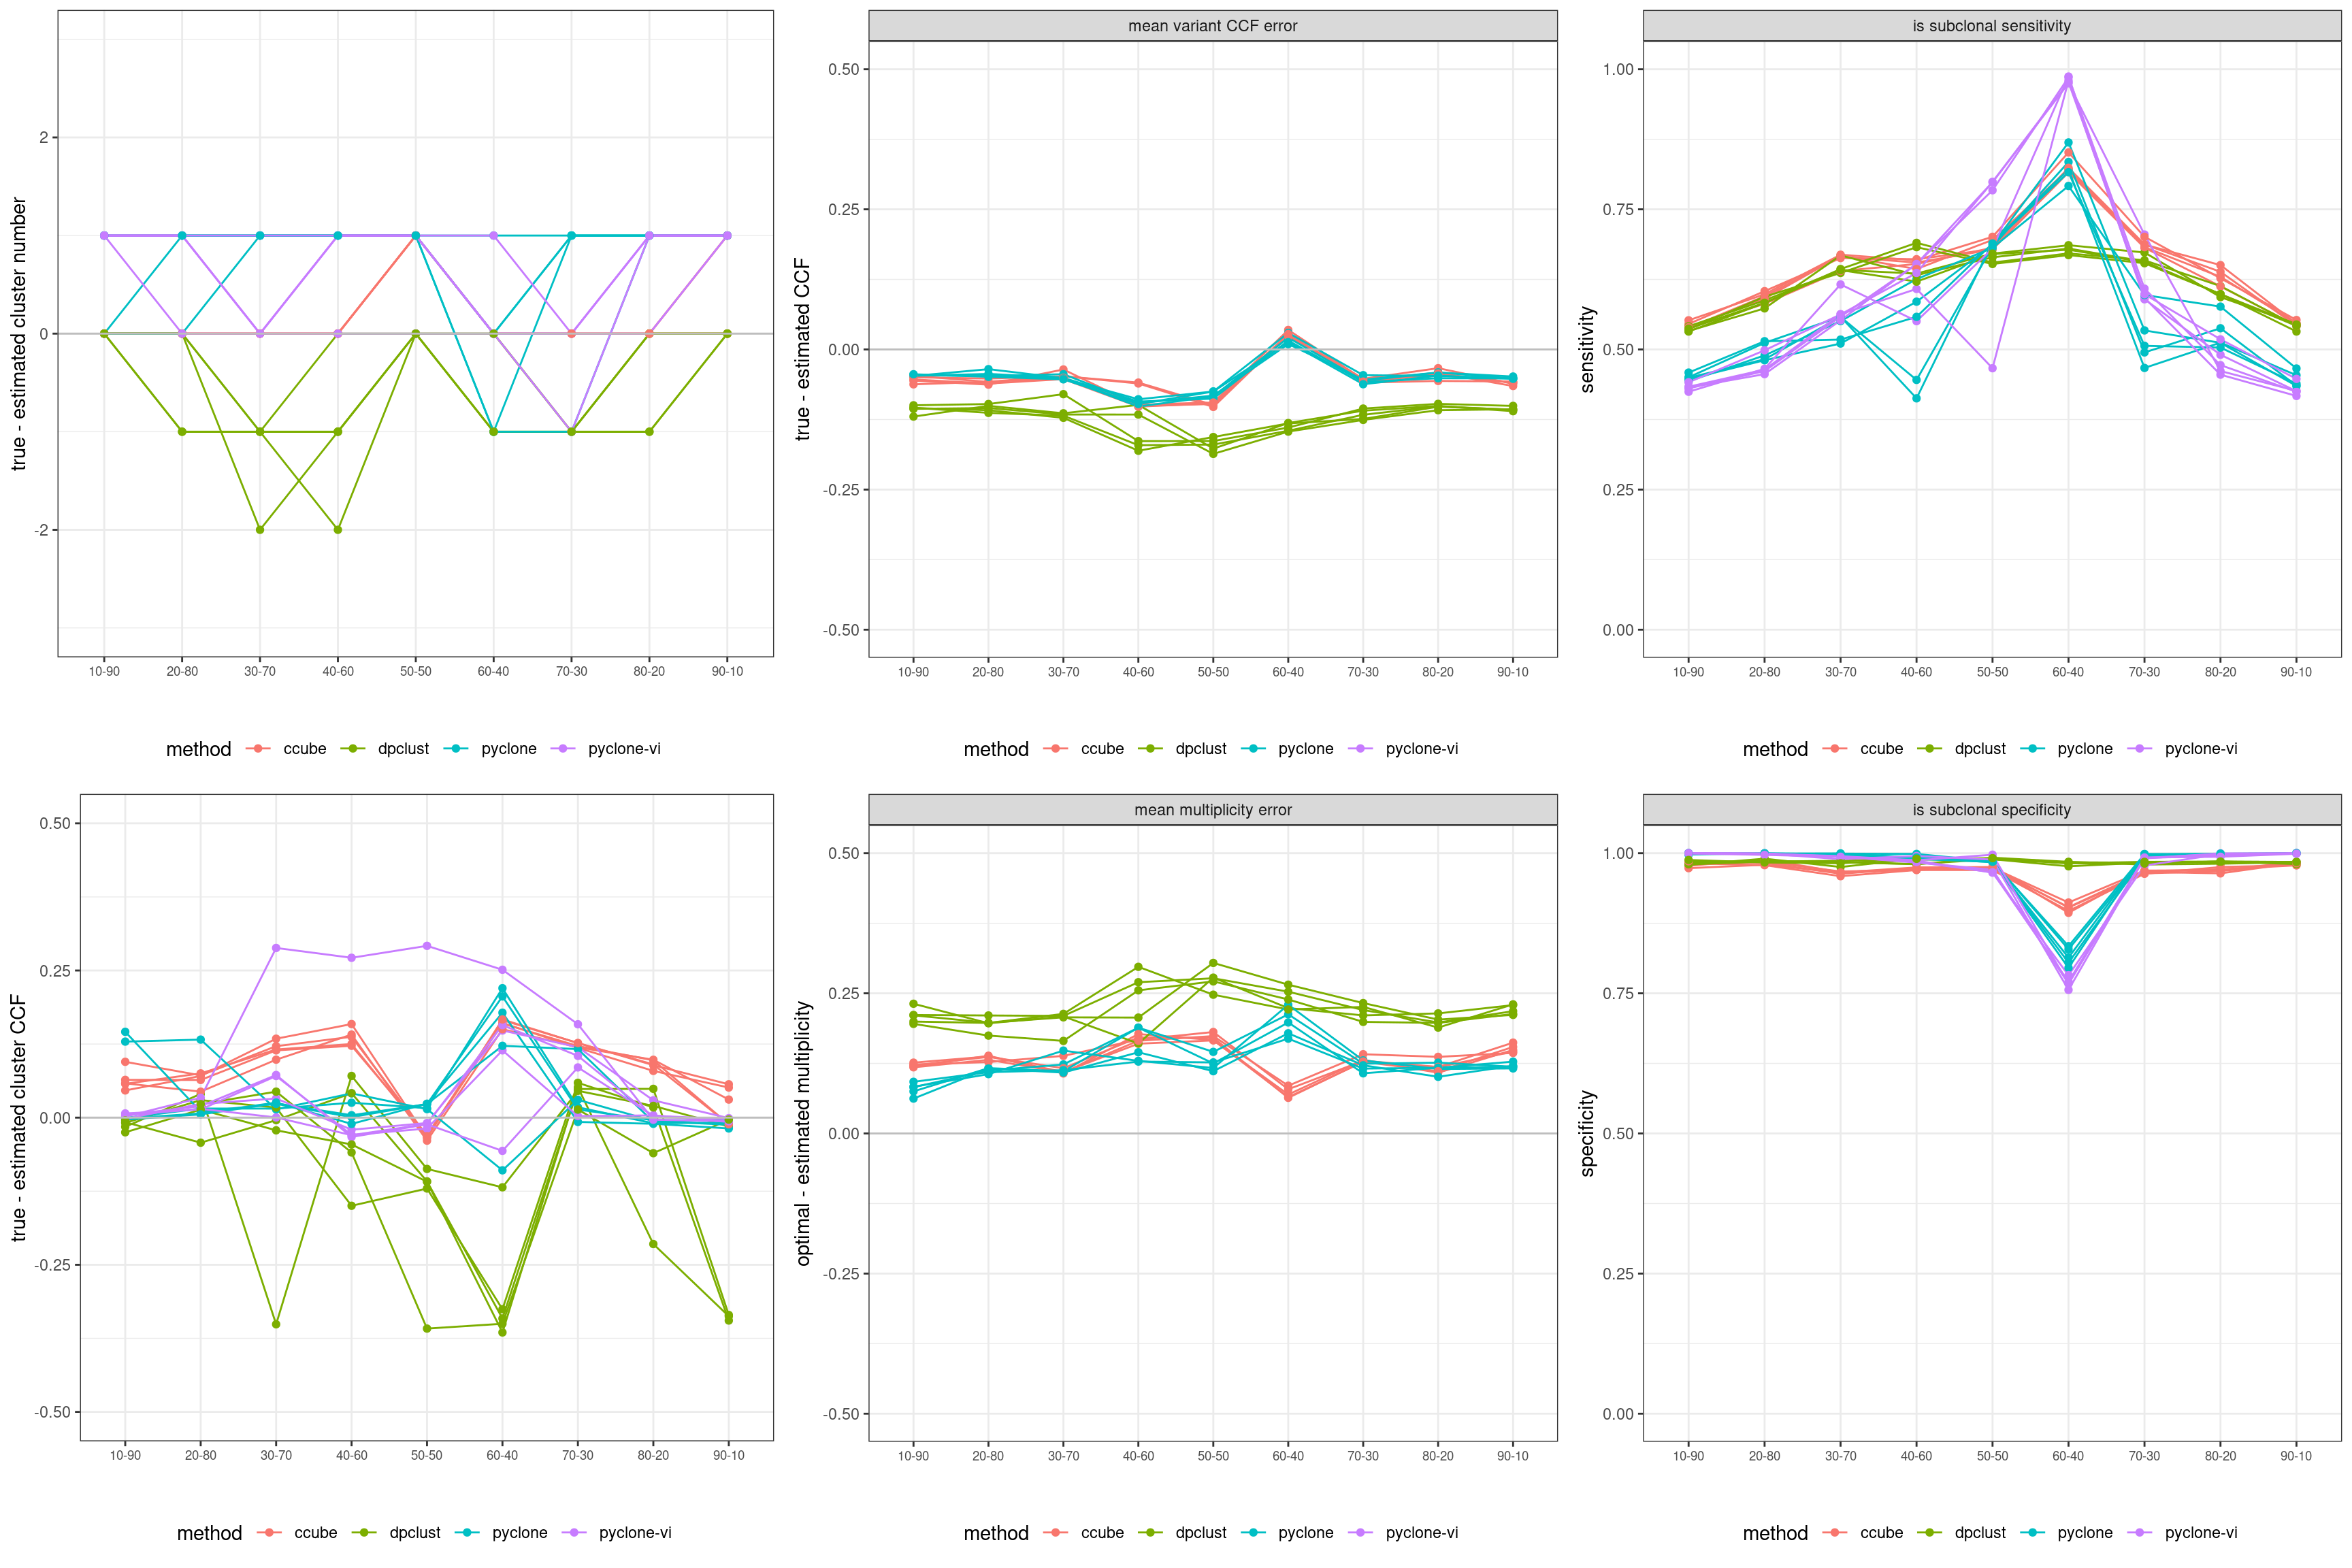 true - estimated cluster number
2
0
-2
10-90 20-80 30-70 40-60 50-50 60-40 70-30 80-20 90-10
method ccube dpclust pyclone pyclone-vi
mean variant CCF error
true - estimated CCF
0.50
0.25
0.00
-0.25
-0.50
10-90 20-80 30-70 40-60 50-50 60-40 70-30 80-20 90-10
method ccube dpclust pyclone pyclone-vi
is subclonal sensitivity
sensitivity
1.00
0.75
0.50
0.25
0.00
10-90 20-80 30-70 40-60 50-50 60-40 70-30 80-20 90-10
method ccube dpclust pyclone pyclone-vi
true - estimated cluster CCF
0.50
0.25
0.00
-0.25
-0.50
10-90 20-80 30-70 40-60 50-50 60-40 70-30 80-20 90-10
method ccube dpclust pyclone pyclone-vi
mean multiplicity error
optimal - estimated multiplicity
0.50
0.25
0.00
-0.25
-0.50
10-90 20-80 30-70 40-60 50-50 60-40 70-30 80-20 90-10
method ccube dpclust pyclone pyclone-vi
is subclonal specificity
specificity
1.00
0.75
0.50
0.25
0.00
10-90 20-80 30-70 40-60 50-50 60-40 70-30 80-20 90-10
method ccube dpclust pyclone pyclone-vi